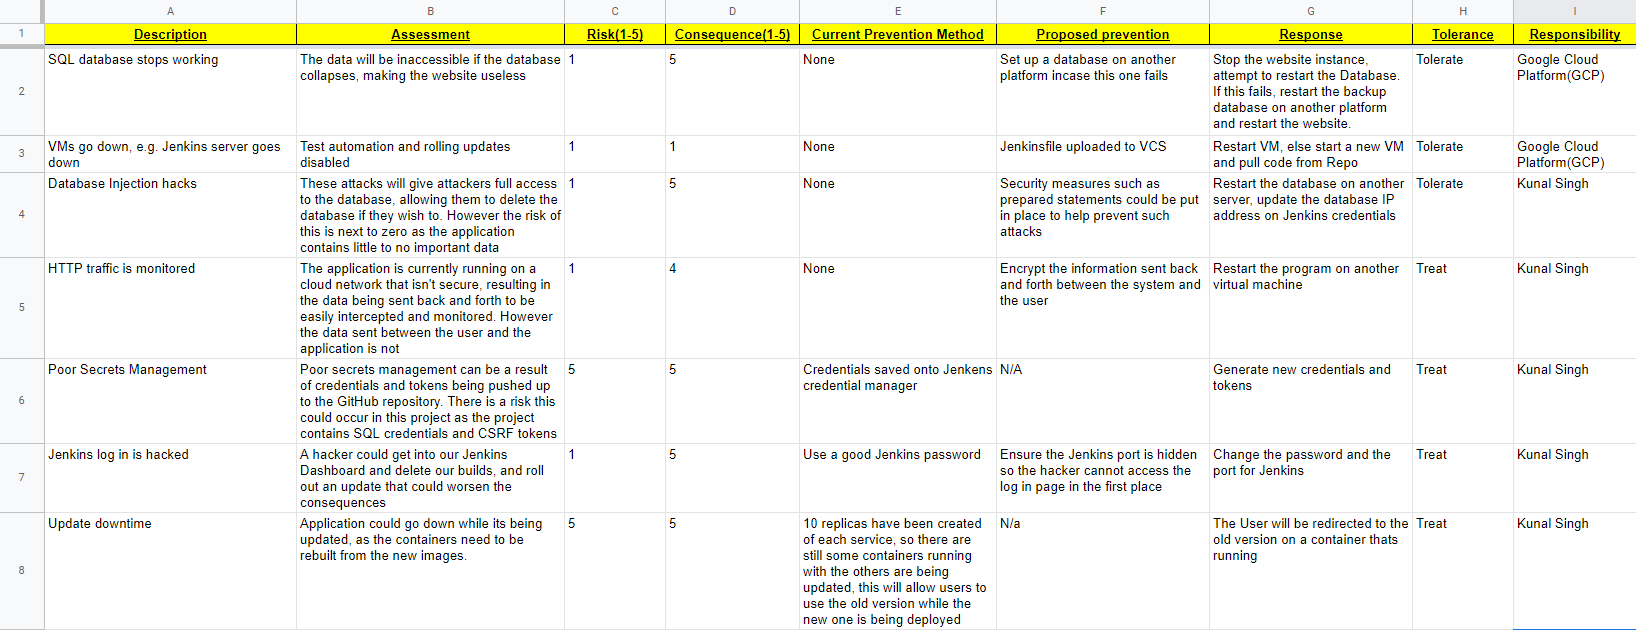 A B C D E F G H I
1 Description Assessment Risk(1-5) Consequence(1-5) Current Prevention Method Proposed prevention Response Tolerance Responsibility
2
SQL database stops working
The data will be inaccessible if the database
collapses, making the website useless
1
5
None
Set up a database on another
platform incase this one fails
Stop the website instance,
attempt to restart the Database.
If this fails, restart the backup
database on another platform
and restart the website.
Tolerate
Google Cloud
Platform(GCP)
3
VMs go down, e.g. Jenkins server goes
down
Test automation and rolling updates
disabled
1
1
None
Jenkinsfile uploaded to VCS
Restart VM, else start a new VM
and pull code from Repo
Tolerate
Google Cloud
Platform(GCP)
4
Database Injection hacks
These attacks will give attackers full access
to the database, allowing them to delete the
database if they wish to. However the risk of
this is next to zero as the application
contains little to no important data
1
5
None
Security measures such as
prepared statements could be put
in place to help prevent such
attacks
Restart the database on another
server, update the database IP
address on Jenkins credentials
Tolerate
Kunal Singh
5
HTTP traffic is monitored
The application is currently running on a
cloud network that isn't secure, resulting in
the data being sent back and forth to be
easily intercepted and monitored. However
the data sent between the user and the
application is not
1
4
None
Encrypt the information sent back
and forth between the system and
the user
Restart the program on another
virtual machine
Treat
Kunal Singh
6
Poor Secrets Management
Poor secrets management can be a result
of credentials and tokens being pushed up
to the GitHub repository. There is a risk this
could occur in this project as the project
contains SQL credentials and CSRF tokens
5
5
Credentials saved onto Jenkens
credential manager
N/A
Generate new credentials and
tokens
Treat
Kunal Singh
7
Jenkins log in is hacked
A hacker could get into our Jenkins
Dashboard and delete our builds, and roll
out an update that could worsen the
consequences
1
5
Use a good Jenkins password
Ensure the Jenkins port is hidden
so the hacker cannot access the
log in page in the first place
Change the password and the
port for Jenkins
Treat
Kunal Singh
8
Update downtime
Application could go down while its being
updated, as the containers need to be
rebuilt from the new images.
5
5
10 replicas have been created
of each service, so there are
still some containers running
with the others are being
updated, this will allow users to
use the old version while the
new one is being deployed
N/a
The User will be redirected to the
old version on a container thats
running
Treat
Kunal Singh